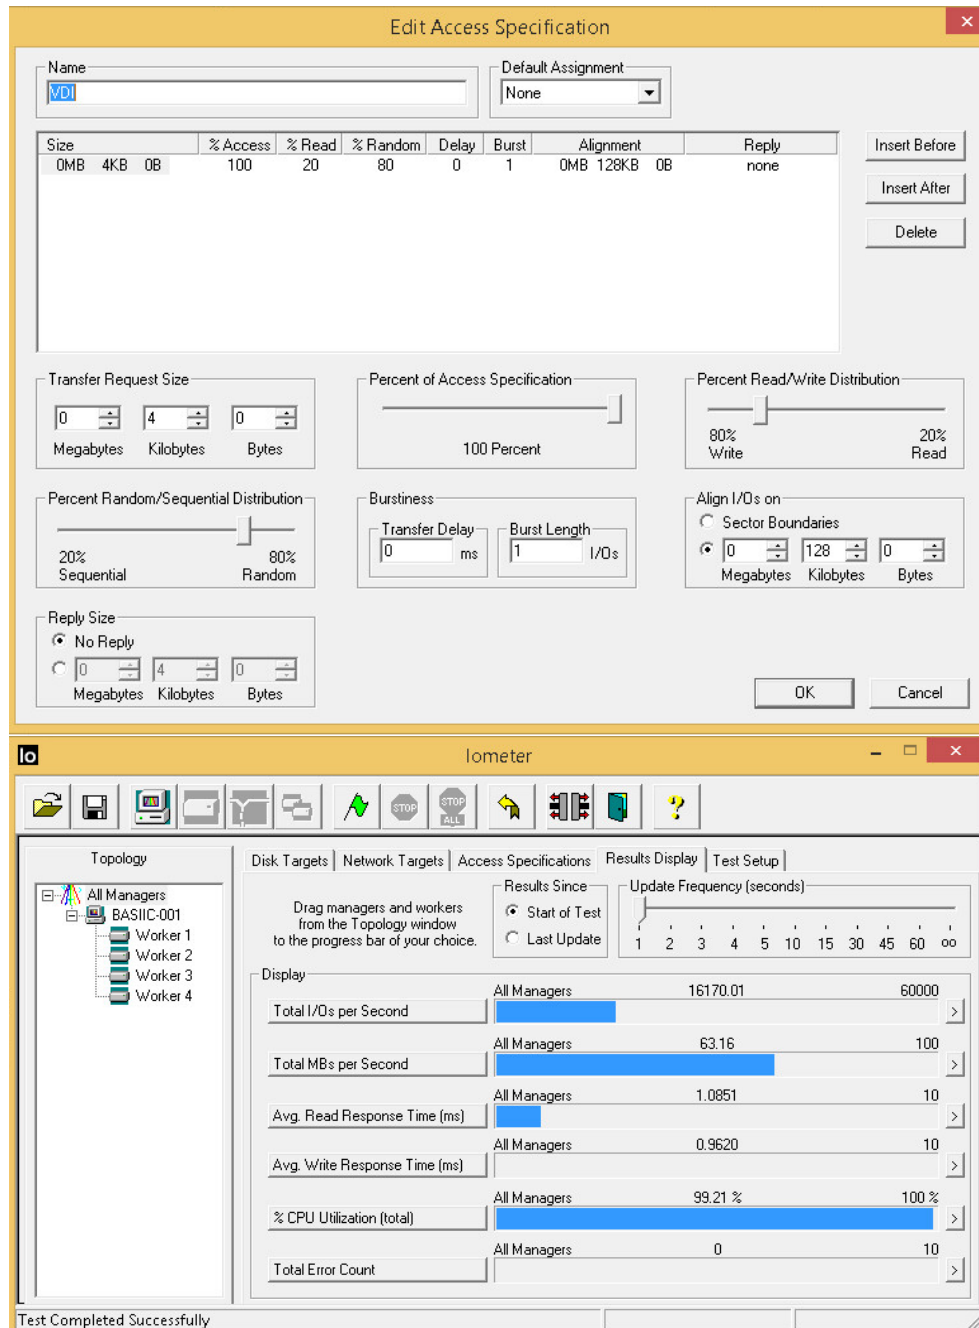 Edit Access Specification
Name
Default Assignment
VDI
None
Size % Access % Read % Random Delay Burst Alignment Reply
0MB 4KB 0B 100 20 80 0 1 0MB 128KB 0B none
Insert Before
Insert After
Delete
Transfer Request Size
0 4 0
Megabytes Kilobytes Bytes
Percent of Access Specification
100 Percent
Percent Read/Write Distribution
80% 20%
Write Read
Percent Random/Sequential Distribution
20% 80%
Sequential Random
Burstiness
Transfer Delay Burst Length
0 ms 1 I/Os
Align I/Os on
Sector Boundaries
0 128 0
Megabytes Kilobytes Bytes
Reply Size
No Reply
0 4 0
Megabytes Kilobytes Bytes
OK Cancel
Io Iometer
STOP STOP ALL ?
Topology
All Managers
BASIIC-001
Worker 1
Worker 2
Worker 3
Worker 4
Disk Targets Network Targets Access Specifications Results Display Test Setup
Drag managers and workers
from the Topology window
to the progress bar of your choice.
Results Since
Start of Test
Last Update
Update Frequency (seconds)
1 2 3 4 5 10 15 30 45 60 oo
Display
All Managers 16170.01 60000
Total I/Os per Second >
All Managers 63.16 100
Total MBs per Second >
All Managers 1.0851 10
Avg. Read Response Time (ms) >
All Managers 0.9620 10
Avg. Write Response Time (ms) >
All Managers 99.21 % 100 %
% CPU Utilization (total) >
All Managers 0 10
Total Error Count >
Test Completed Successfully